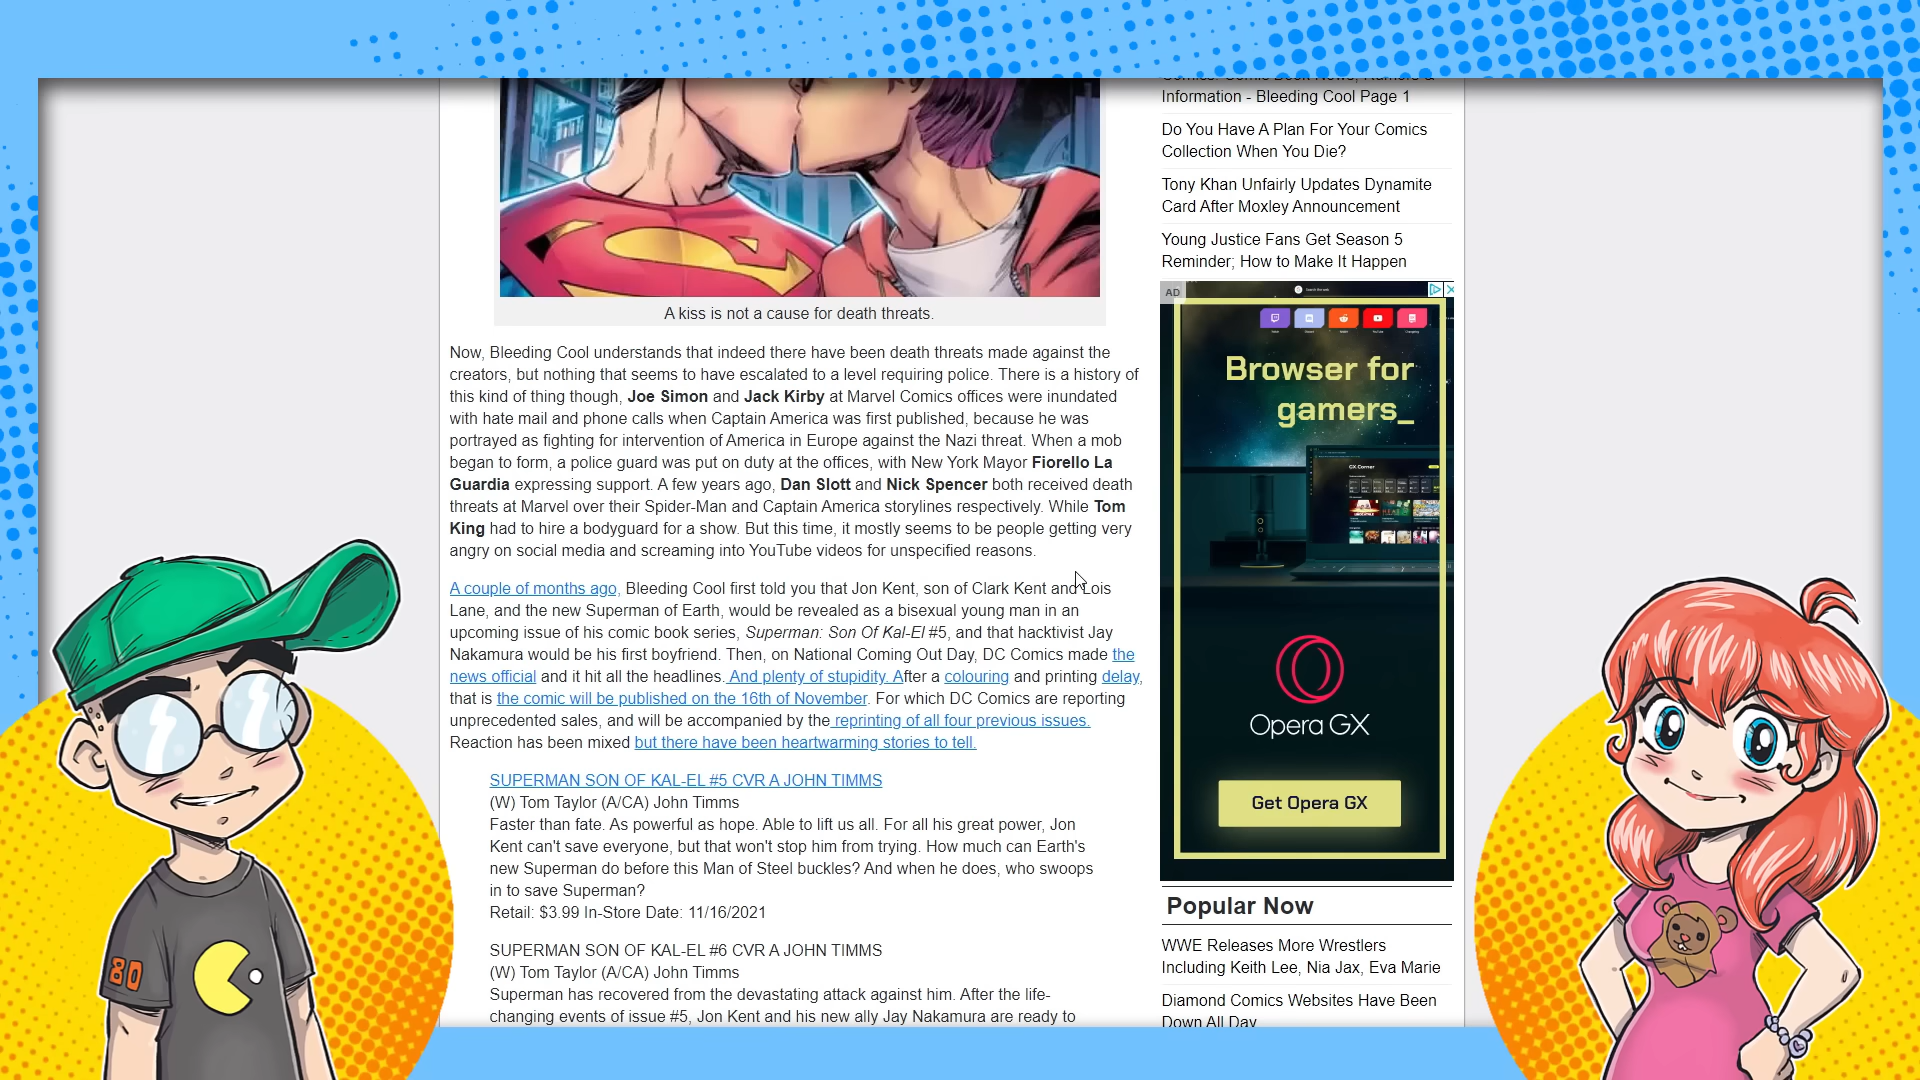 Information - Bleeding Cool Page 1
Do You Have A Plan For Your Comics
Collection When You Die?
Tony Khan Unfairly Updates Dynamite
Card After Moxley Announcement
Young Justice Fans Get Season 5
Reminder; How to Make It Happen
A kiss is not a cause for death threats.
Now, Bleeding Cool understands that indeed there have been death threats made against the
creators, but nothing that seems to have escalated to a level requiring police. There is a history of
this kind of thing though, Joe Simon and Jack Kirby at Marvel Comics offices were inundated
with hate mail and phone calls when Captain America was first published, because he was
portrayed as fighting for intervention of America in Europe against the Nazi threat. When a mob
began to form, a police guard was put on duty at the offices, with New York Mayor Fiorello La
Guardia expressing support. A few years ago, Dan Slott and Nick Spencer both received death
threats at Marvel over their Spider-Man and Captain America storylines respectively. While Tom
King had to hire a bodyguard for a show. But this time, it mostly seems to be people getting very
angry on social media and screaming into YouTube videos for unspecified reasons.
A couple of months ago, Bleeding Cool first told you that Jon Kent, son of Clark Kent and Lois
Lane, and the new Superman of Earth, would be revealed as a bisexual young man in an
upcoming issue of his comic book series, Superman: Son Of Kal-El #5, and that hacktivist Jay
Nakamura would be his first boyfriend. Then, on National Coming Out Day, DC Comics made the
news official and it hit all the headlines. And plenty of stupidity. After a colouring and printing delay,
that is the comic will be published on the 16th of November. For which DC Comics are reporting
unprecedented sales, and will be accompanied by the reprinting of all four previous issues.
Reaction has been mixed but there have been heartwarming stories to tell.
SUPERMAN SON OF KAL-EL #5 CVR A JOHN TIMMS
(W) Tom Taylor (A/CA) John Timms
Faster than fate. As powerful as hope. Able to lift us all. For all his great power, Jon
Kent can't save everyone, but that won't stop him from trying. How much can Earth's
new Superman do before this Man of Steel buckles? And when he does, who swoops
in to save Superman?
Retail: $3.99 In-Store Date: 11/16/2021
SUPERMAN SON OF KAL-EL #6 CVR A JOHN TIMMS
(W) Tom Taylor (A/CA) John Timms
Superman has recovered from the devastating attack against him. After the life-
changing events of issue #5, Jon Kent and his new ally Jay Nakamura are ready to
AD
Browser for
gamers_
GX Corner
Opera GX
Get Opera GX
Popular Now
WWE Releases More Wrestlers
Including Keith Lee, Nia Jax, Eva Marie
Diamond Comics Websites Have Been
Down All Day
80